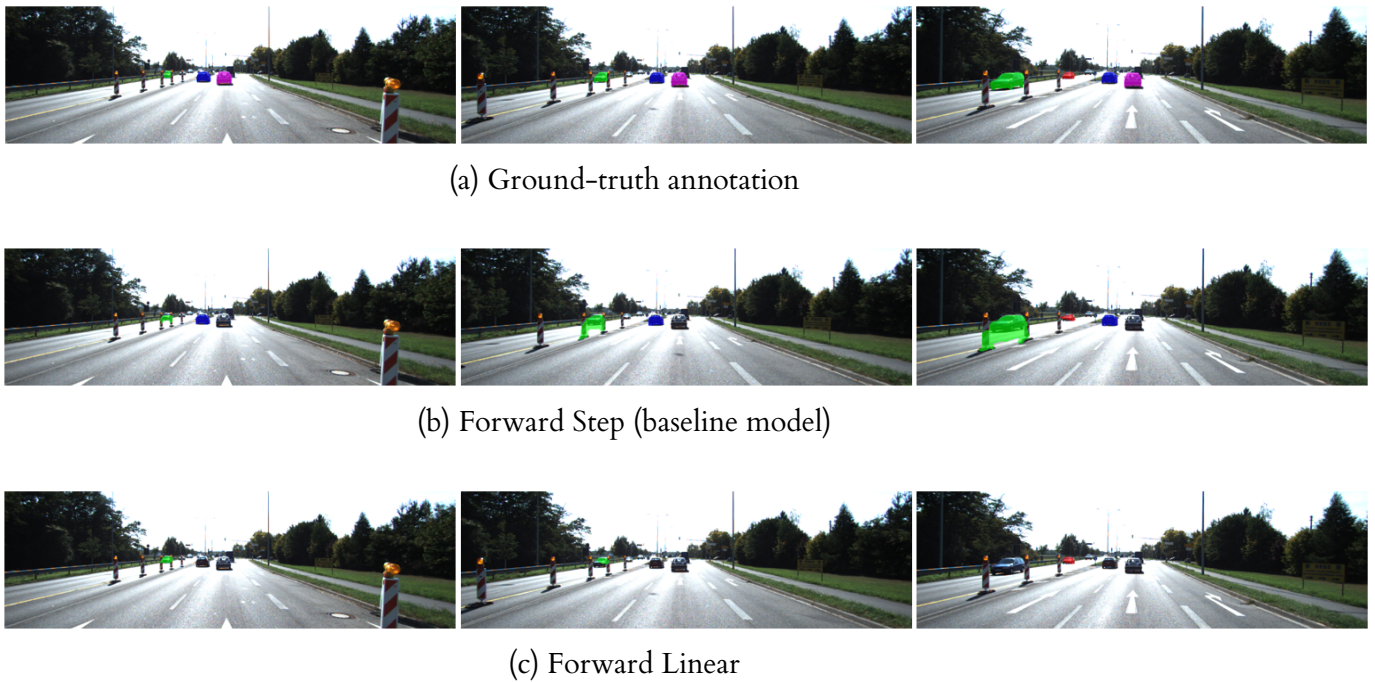 (a) Ground-truth annotation
(b) Forward Step (baseline model)
(c) Forward Linear